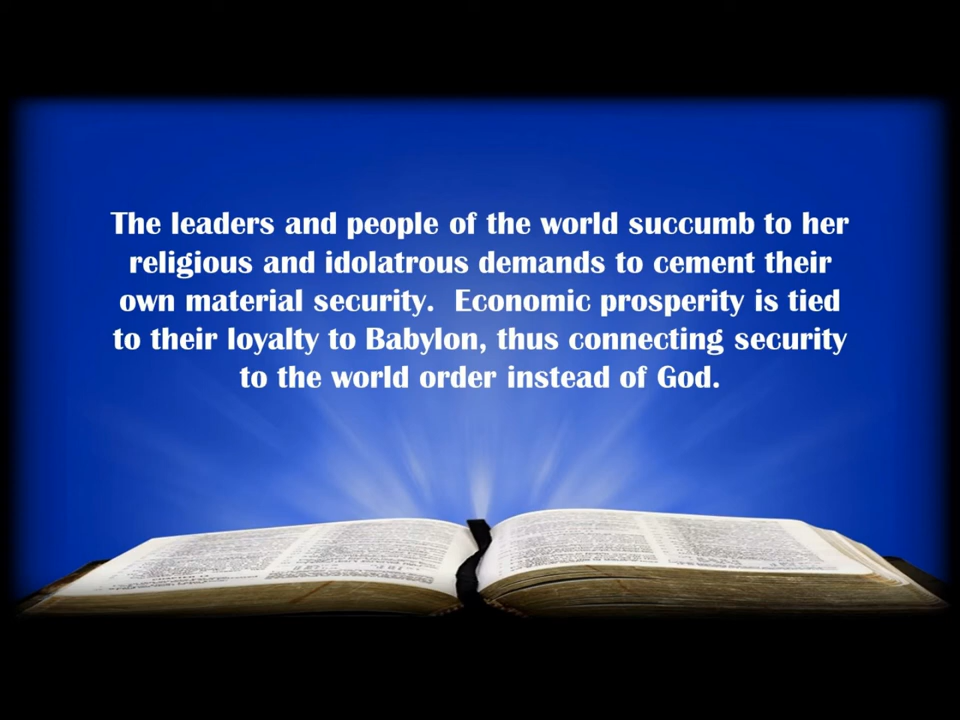 The leaders and people of the world succumb to her
religious and idolatrous demands to cement their
own material security.  Economic prosperity is tied
to their loyalty to Babylon, thus connecting security
to the world order instead of God.